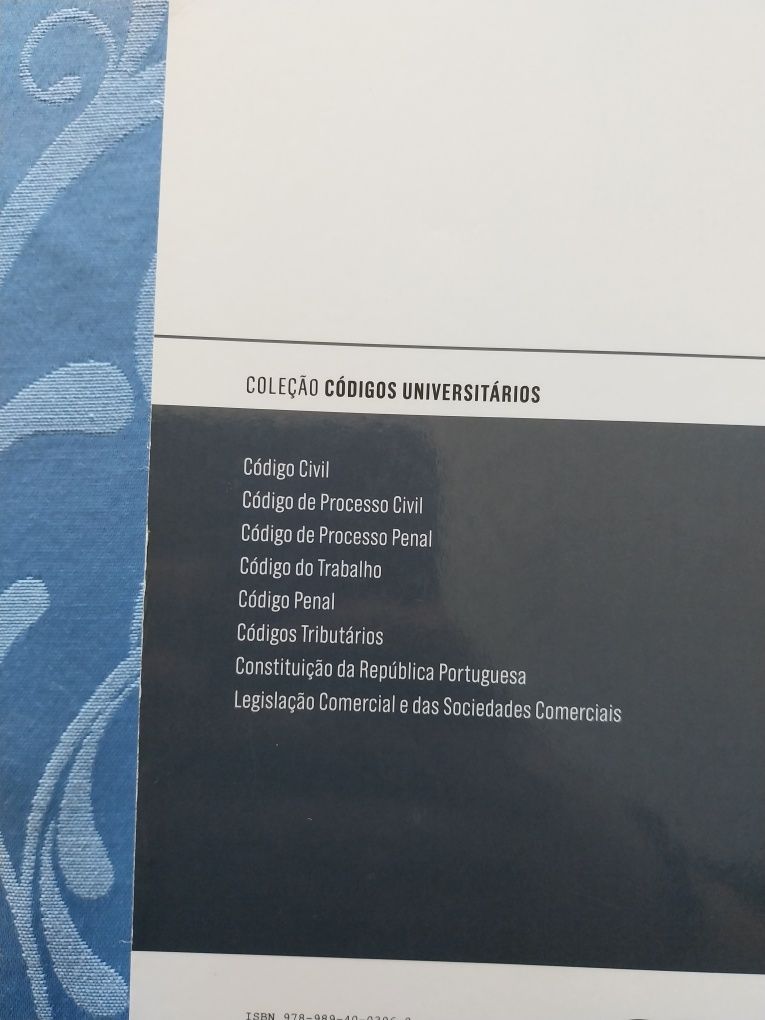 COLEÇÃO CÓDIGOS UNIVERSITÁRIOS
Código Civil
Código de Processo Civil
Código de Processo Penal
Código do Trabalho
Código Penal
Códigos Tributários
Constituição da República Portuguesa
Legislação Comercial e das Sociedades Comerciais
ISBN